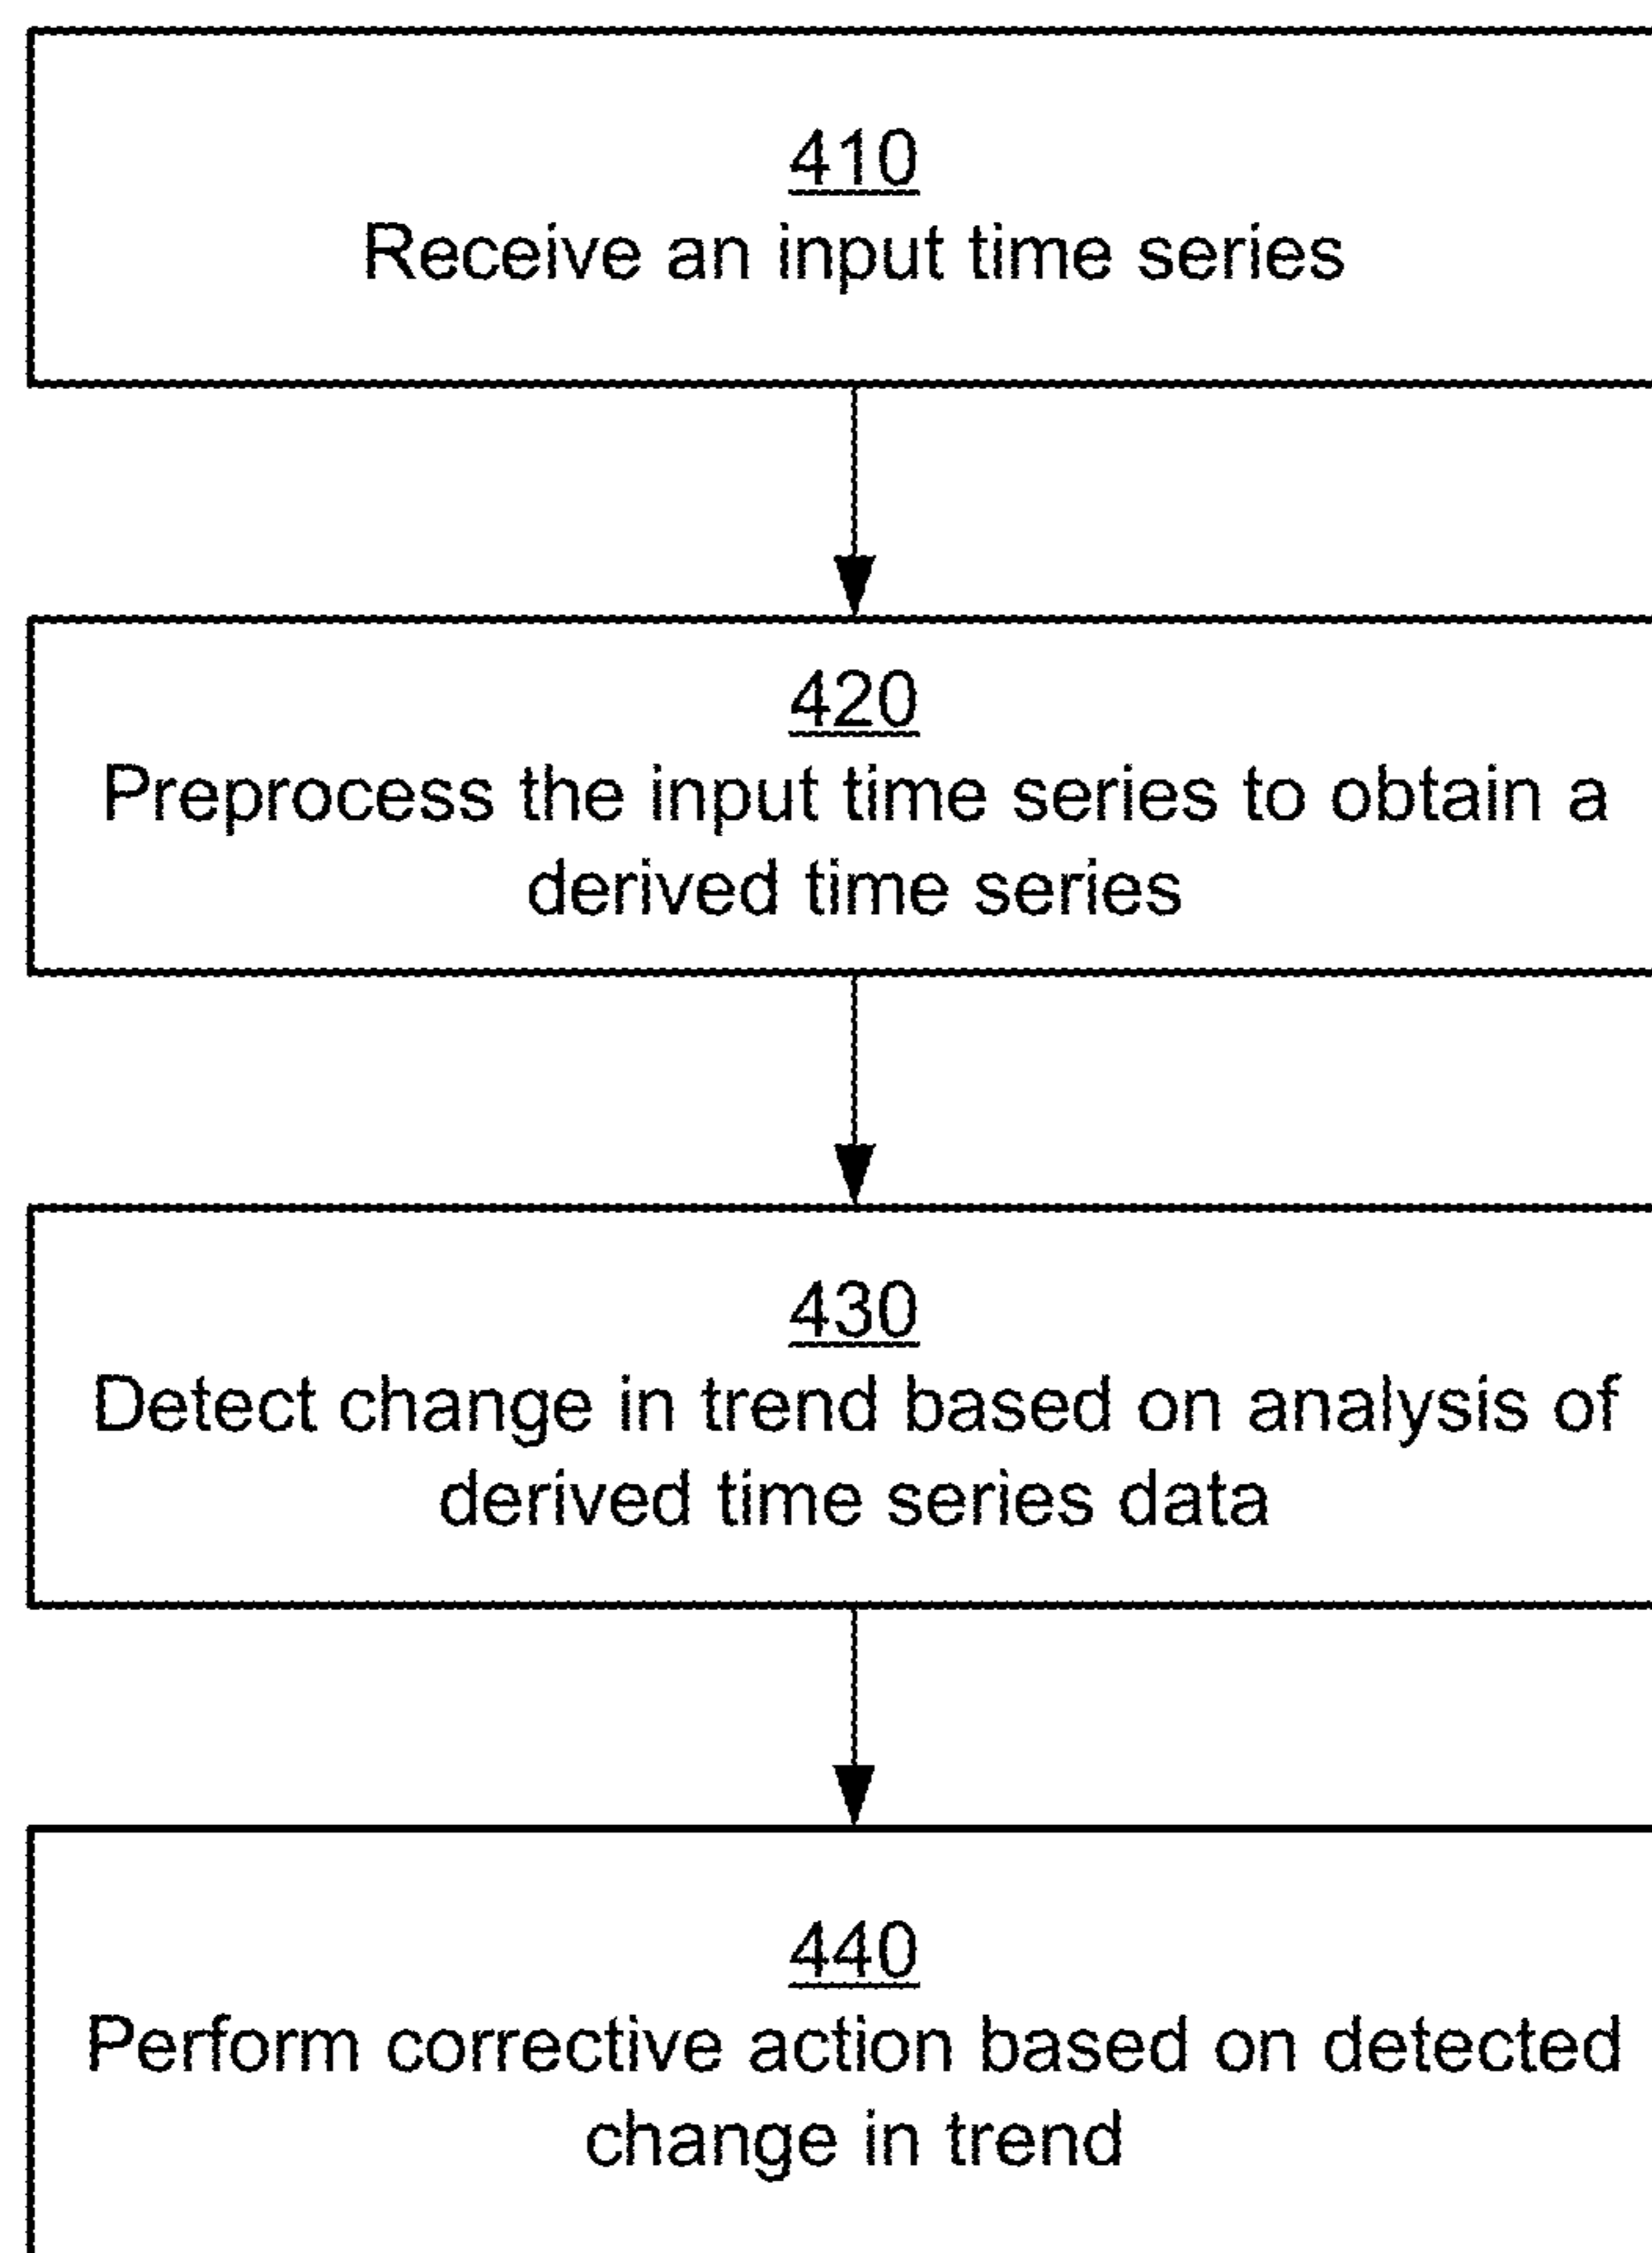 410
Receive an input time series
420
Preprocess the input time series to obtain a
derived time series
430
Detect change in trend based on analysis of
derived time series data
440
Perform corrective action based on detected
change in trend